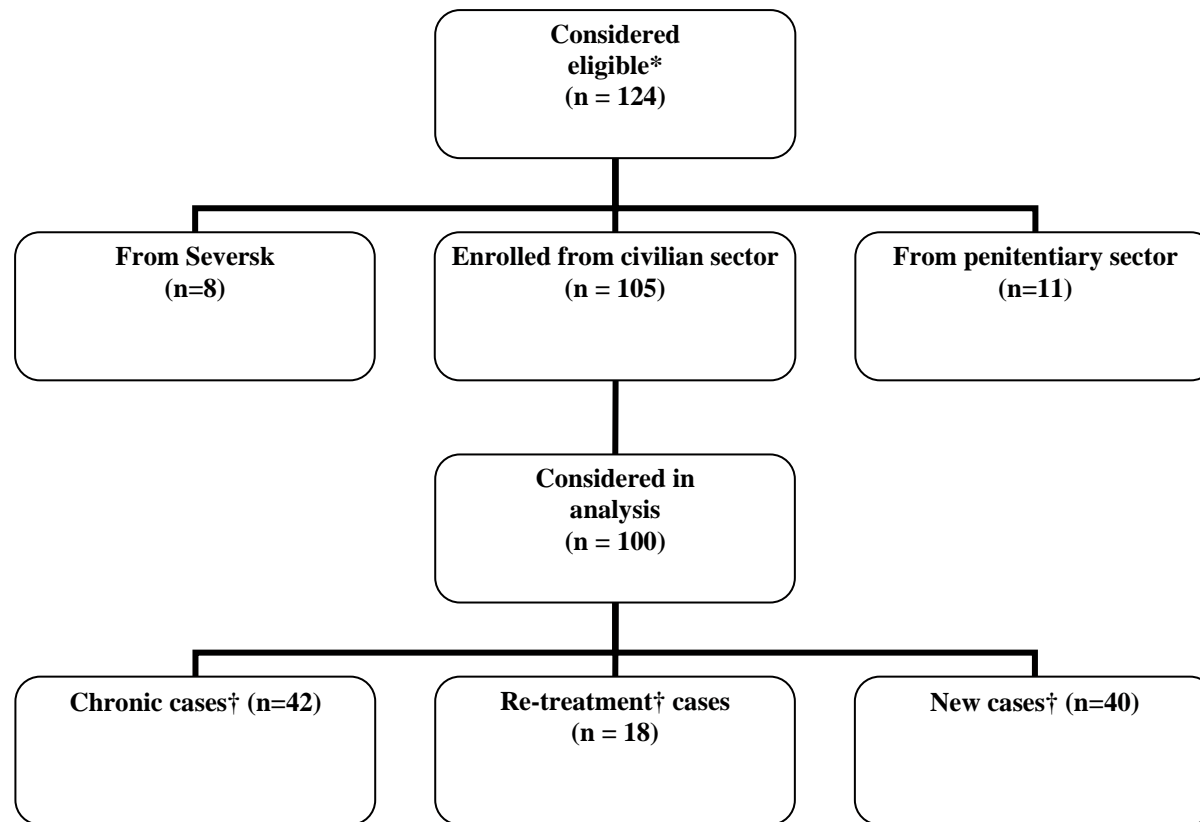 Considered
eligible*
(n = 124)
From Seversk
(n=8)
Enrolled from civilian sector
(n = 105)
From penitentiary sector
(n=11)
Considered in
analysis
(n = 100)
Chronic cases† (n=42)
Re-treatment† cases
(n = 18)
New cases† (n=40)